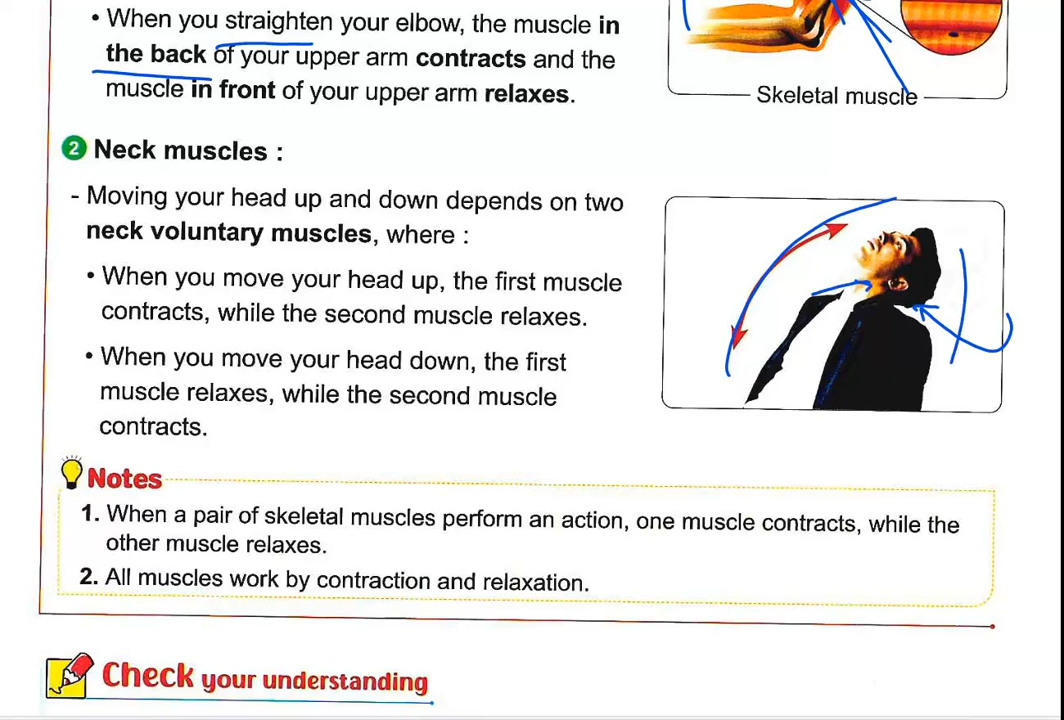 • When you straighten your elbow, the muscle in
the back of your upper arm contracts and the
muscle in front of your upper arm relaxes.
Skeletal muscle
2 Neck muscles :
- Moving your head up and down depends on two
neck voluntary muscles, where :
• When you move your head up, the first muscle
contracts, while the second muscle relaxes.
• When you move your head down, the first
muscle relaxes, while the second muscle
contracts.
Notes
1. When a pair of skeletal muscles perform an action, one muscle contracts, while the
other muscle relaxes.
2. All muscles work by contraction and relaxation.
Check your understanding